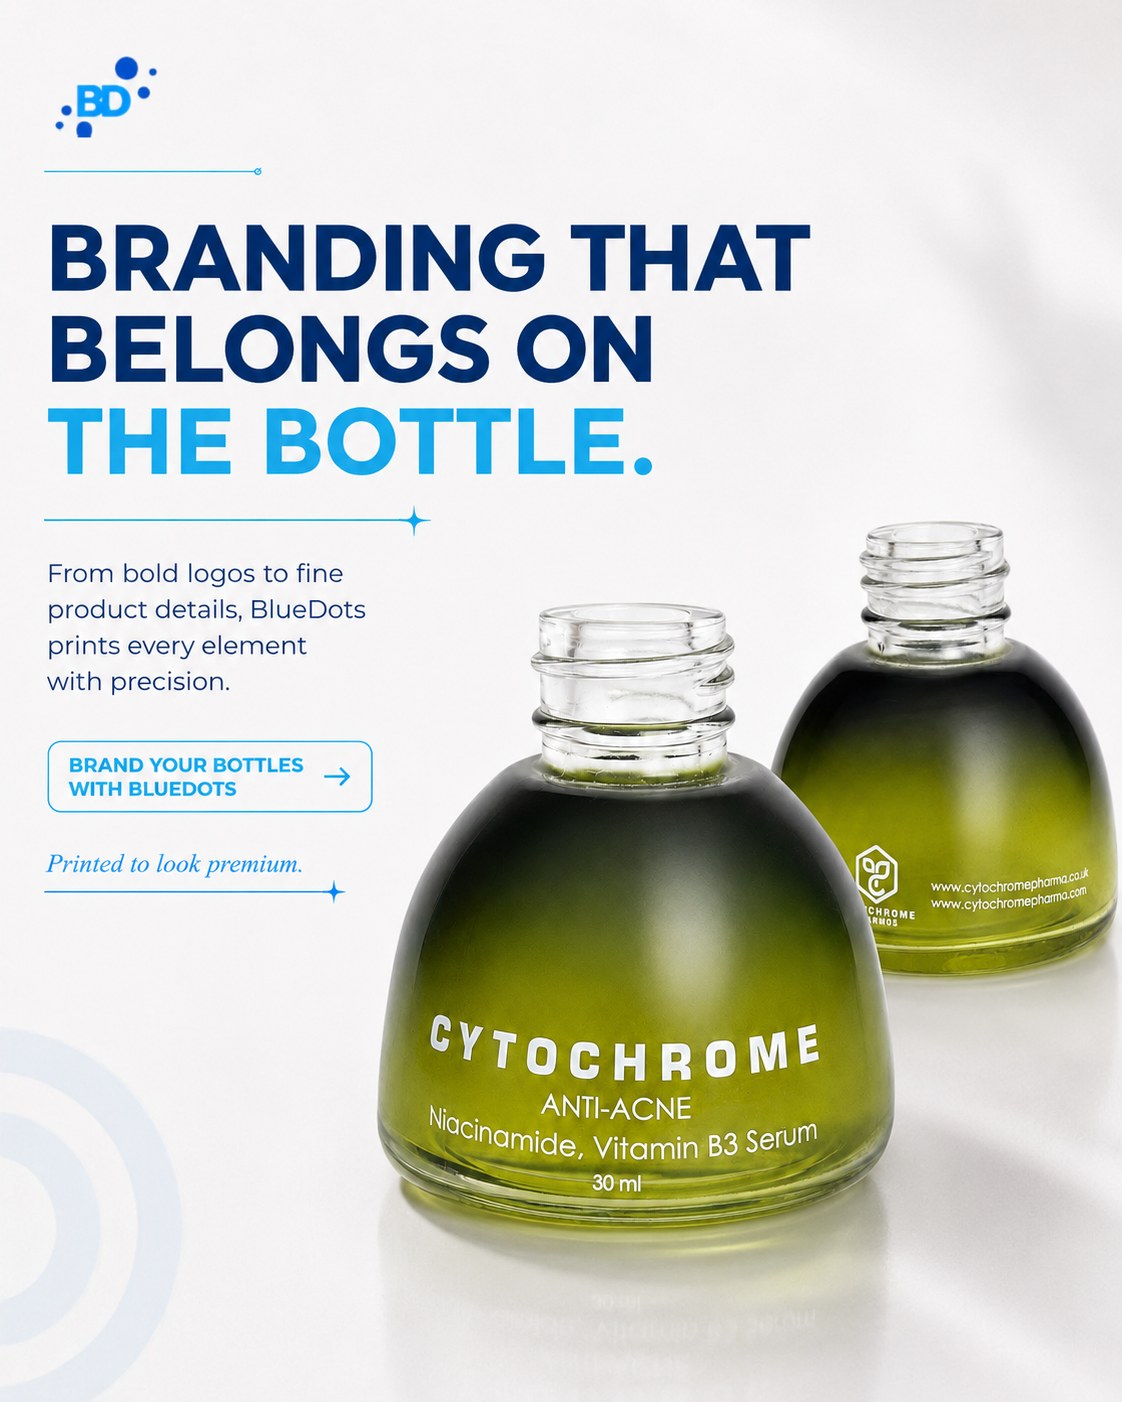 BD
BRANDING THAT
BELONGS ON
THE BOTTLE.
From bold logos to fine
product details, BlueDots
prints every element
with precision.
BRAND YOUR BOTTLES
WITH BLUEDOTS
Printed to look premium.
www.cytochromepharma.co.uk
www.cytochromepharma.com
CYTOCHROME
ANTI-ACNE
Niacinamide, Vitamin B3 Serum
30 ml